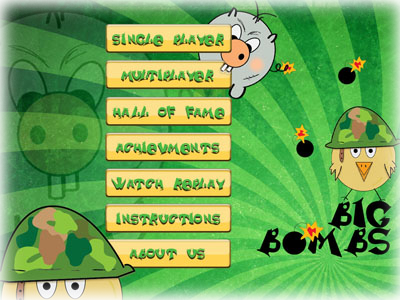 SINGLE PLAYER
MULTIPLAYER
HALL OF FAME
ACHIEVMENTS
WATCH REPLAY
INSTRUCTIONS
ABOUT US
BIG
BOMBS